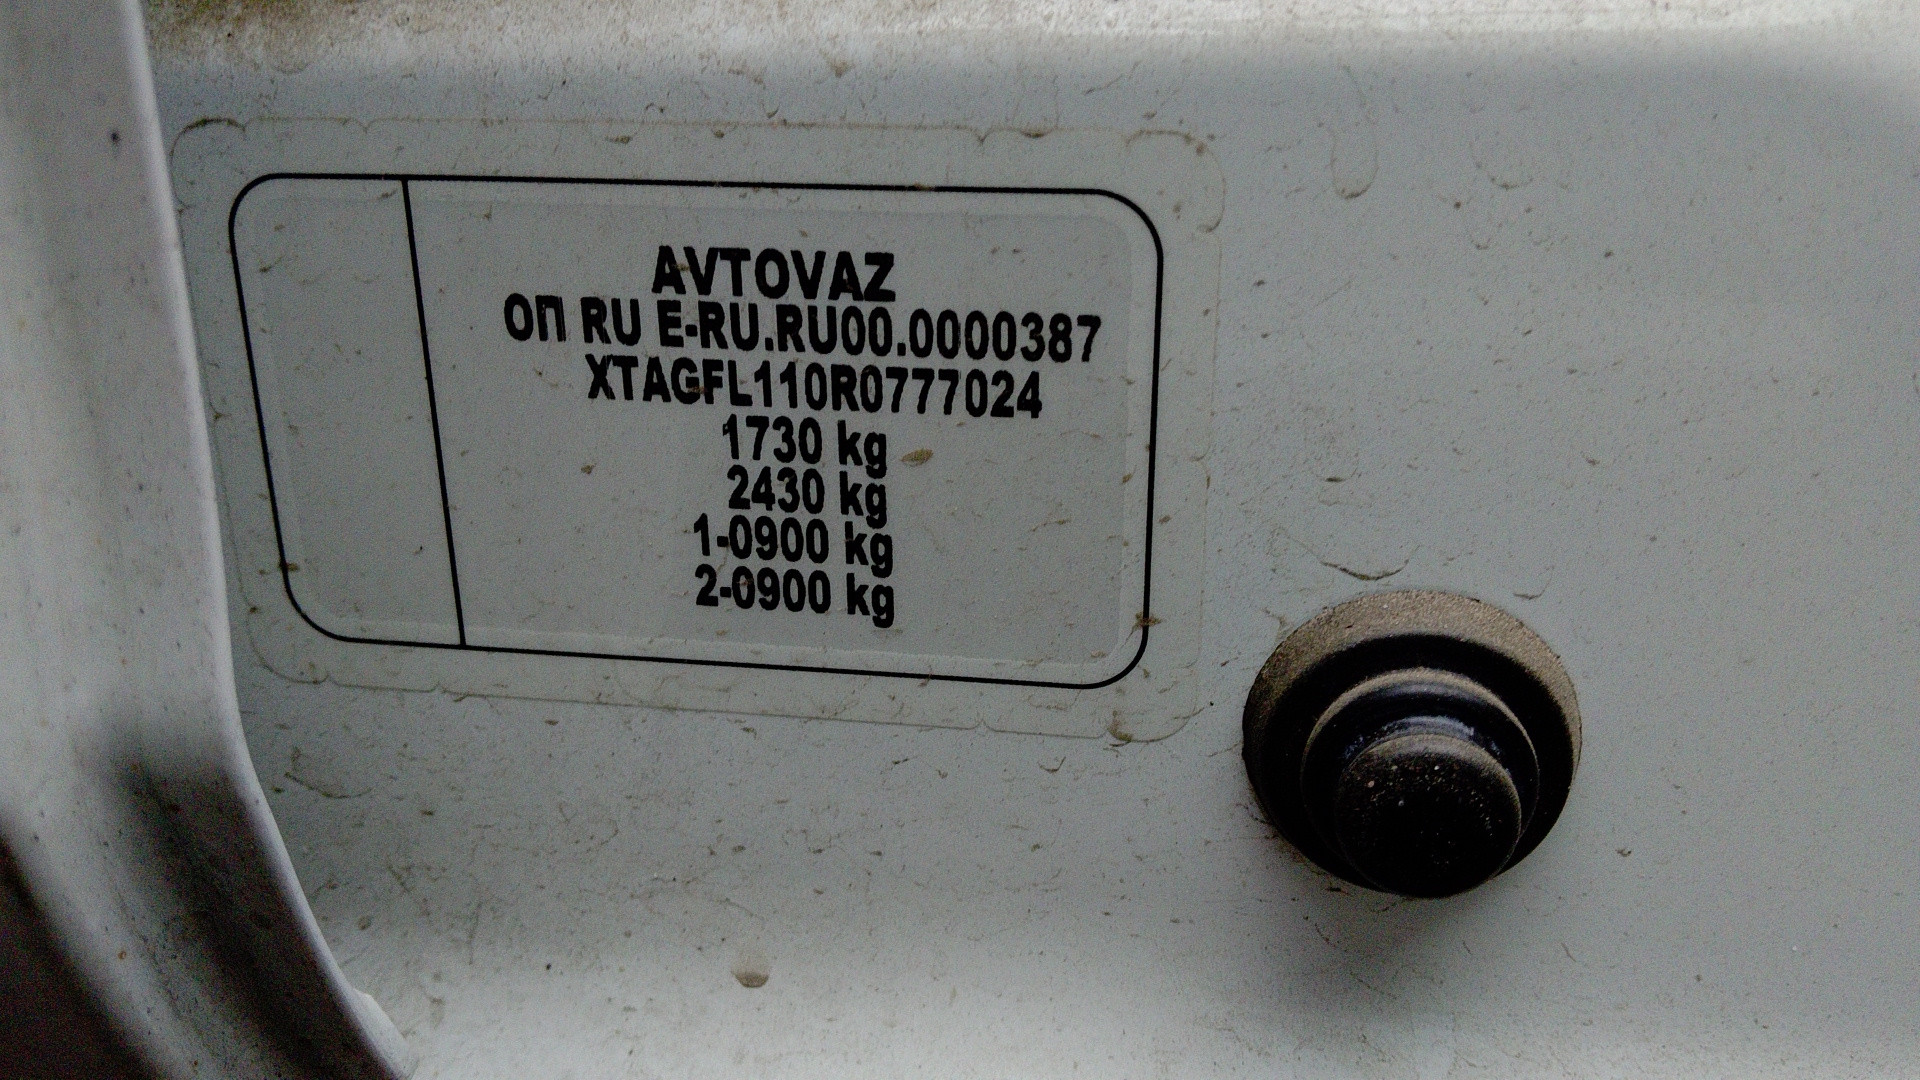 AVTOVAZ
ОП RU E-RU.RU00.0000387
XTAGFL110R0777024
1730 kg
2430 kg
1-0900 kg
2-0900 kg